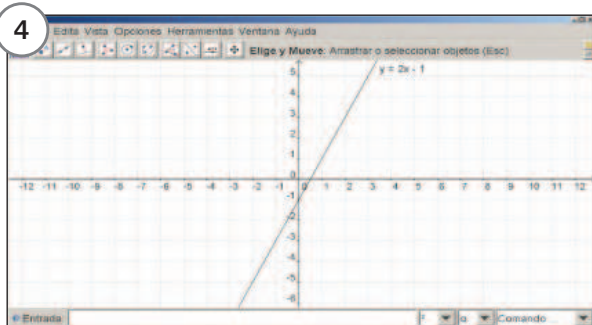 4
Edita Vista Opciones Herramientas Ventana Ayuda
Elige y Mueve: Arrastrar o seleccionar objetos (Esc)
y = 2x - 1
5
3
2
1
0
-12 -11 -10 -9 -8 -7 -6 -5 -4 -3 -2 -1 0 1 2 3 4 5 6 7 8 9 10 11 12
-1
-2
-3
-4
-5
-6
Entrada: ² α Comando ...